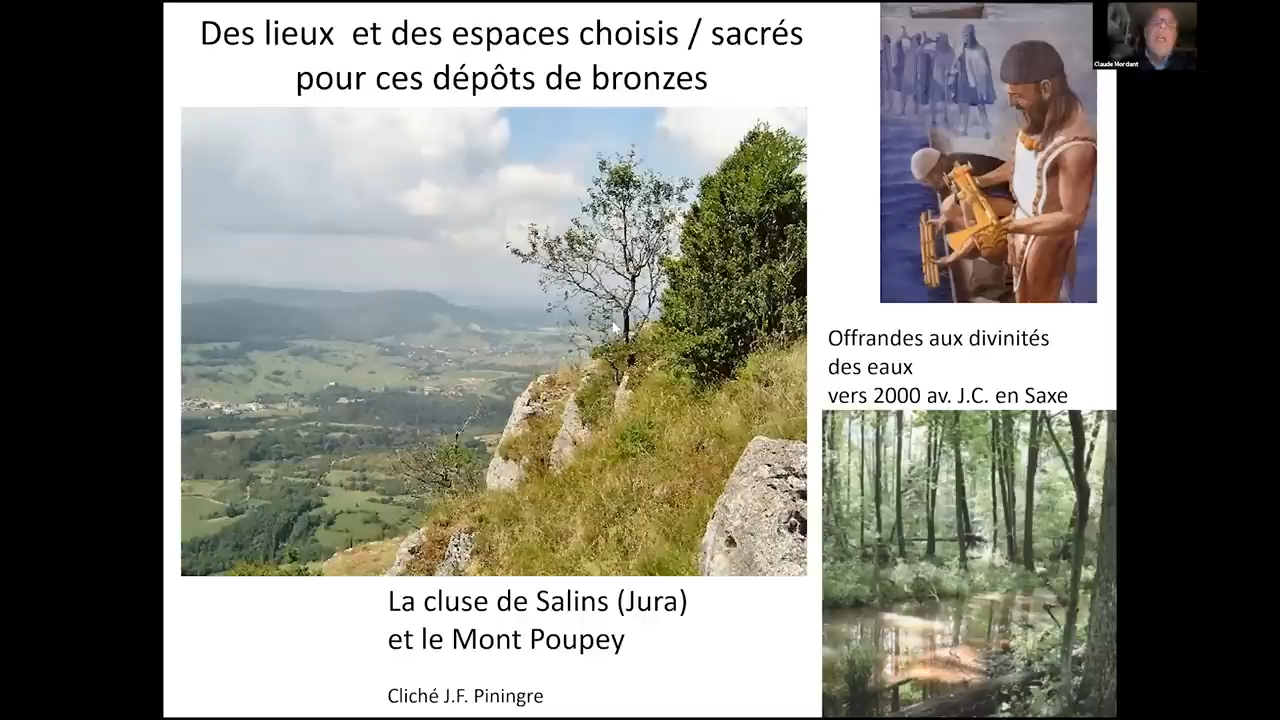 Des lieux et des espaces choisis / sacrés
pour ces dépôts de bronzes
Claude Mordant
Offrandes aux divinités
des eaux
vers 2000 av. J.C. en Saxe
La cluse de Salins (Jura)
et le Mont Poupey
Cliché J.F. Piningre